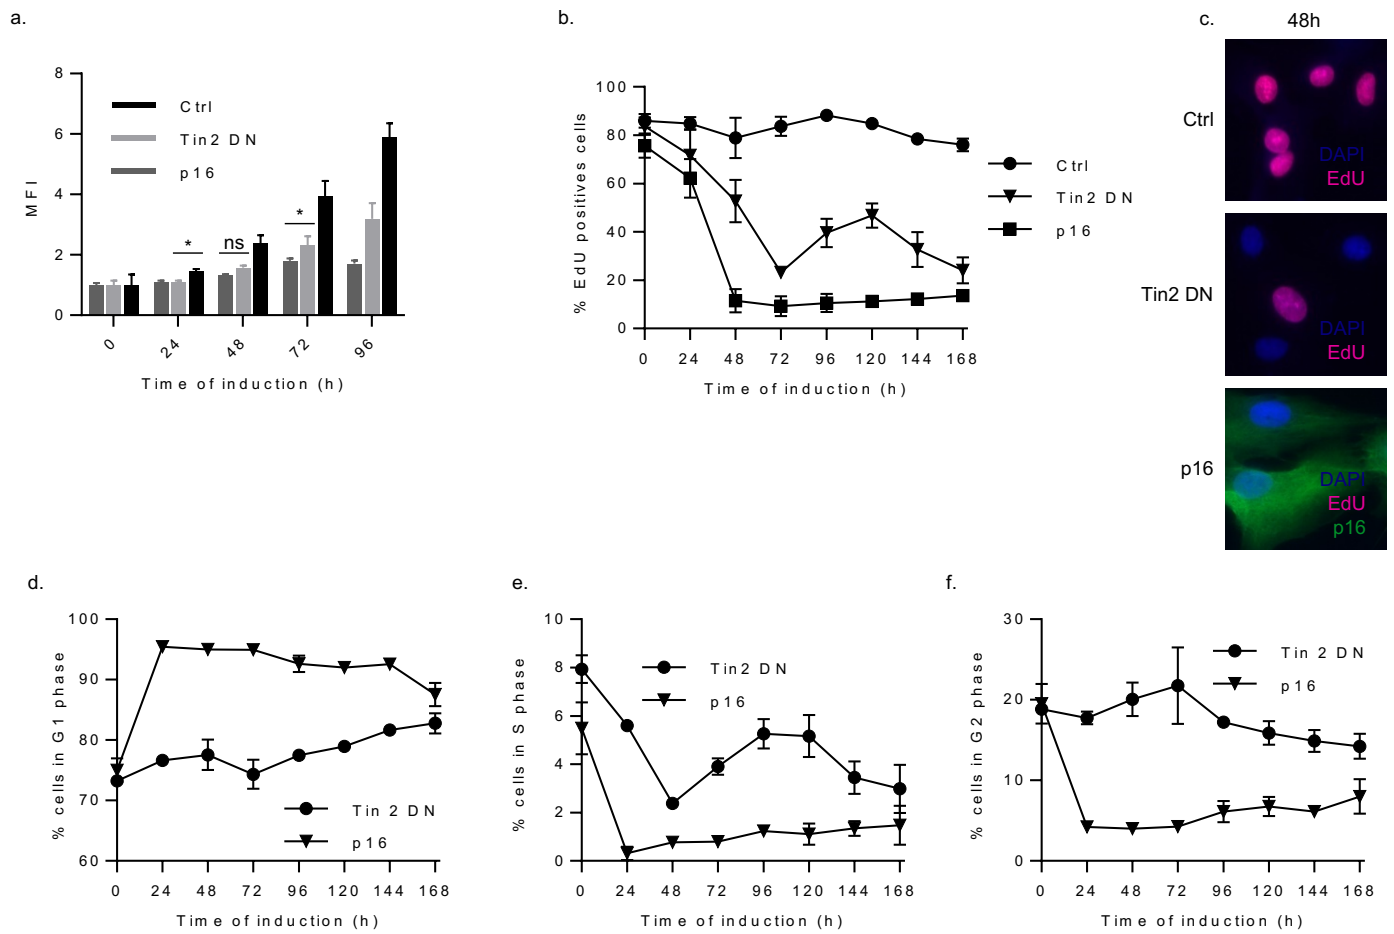 a.
MFI
8
6
4
2
0
Ctrl
Tin2 DN
p16
*
ns
*
0
24
48
72
96
Time of induction (h)
b.
% EdU positives cells
100
80
60
40
20
0
0 24 48 72 96 120 144 168
Time of induction (h)
Ctrl
Tin2 DN
p16
c.
48h
Ctrl
DAPI
EdU
Tin2 DN
DAPI
EdU
p16
DAPI
EdU
p16
d.
% cells in G1 phase
100
90
80
70
60
Tin 2 DN
p16
0 24 48 72 96 120 144 168
Time of induction (h)
e.
% cells in S phase
10
8
6
4
2
0
Tin2 DN
p16
0 24 48 72 96 120 144 168
Time of induction (h)
f.
% cells in G2 phase
30
20
10
0
Tin 2 DN
p16
0 24 48 72 96 120 144 168
Time of induction (h)